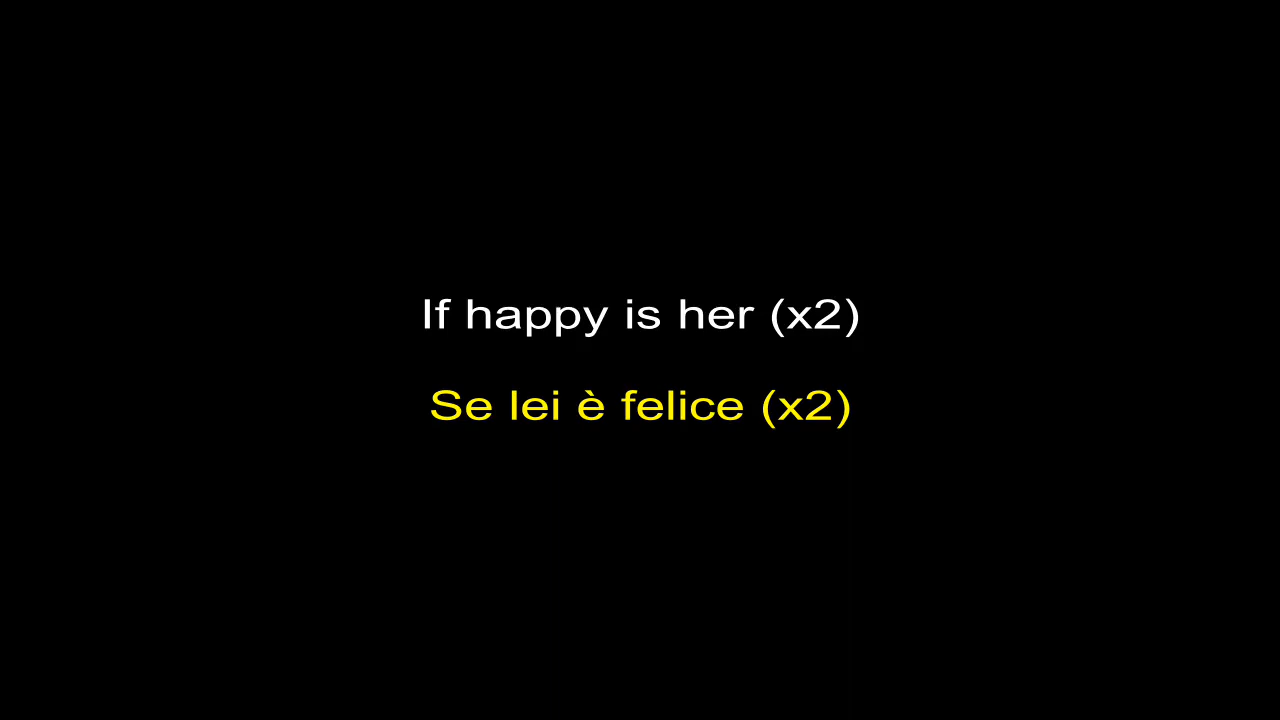 If happy is her (x2)
Se lei è felice (x2)